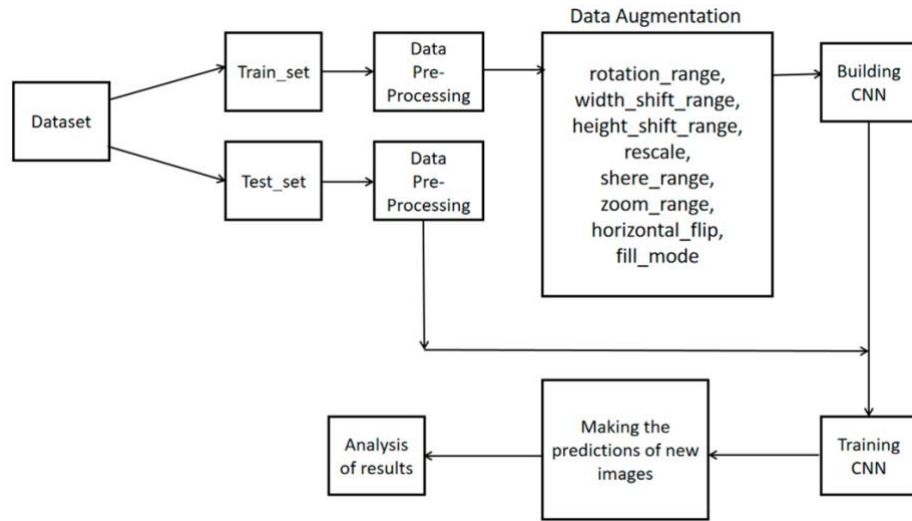 Data Augmentation
Dataset
Train_set
Data
Pre-
Processing
rotation_range,
width_shift_range,
height_shift_range,
rescale,
shere_range,
zoom_range,
horizontal_flip,
fill_mode
Building
CNN
Test_set
Data
Pre-
Processing
Training
CNN
Making the
predictions of new
images
Analysis
of results